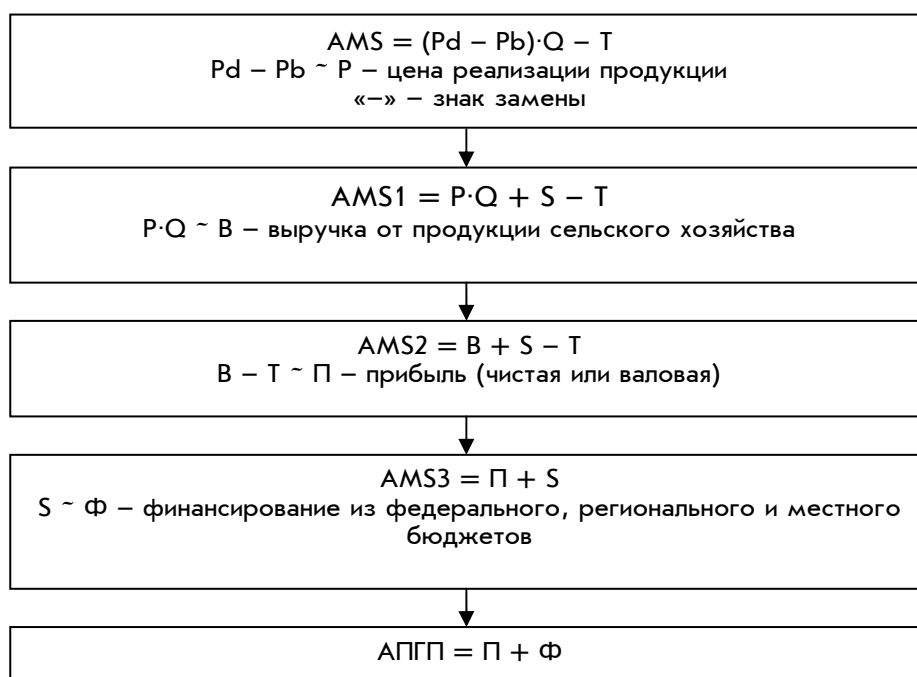 AMS = (Pd – Pb)·Q – T
Pd – Pb ~ P – цена реализации продукции
«–» – знак замены
AMS1 = P·Q + S – T
P·Q ~ В – выручка от продукции сельского хозяйства
AMS2 = В + S – T
В – T ~ П – прибыль (чистая или валовая)
AMS3 = П + S
S ~ Ф – финансирование из федерального, регионального и местного
бюджетов
АПГП = П + Ф